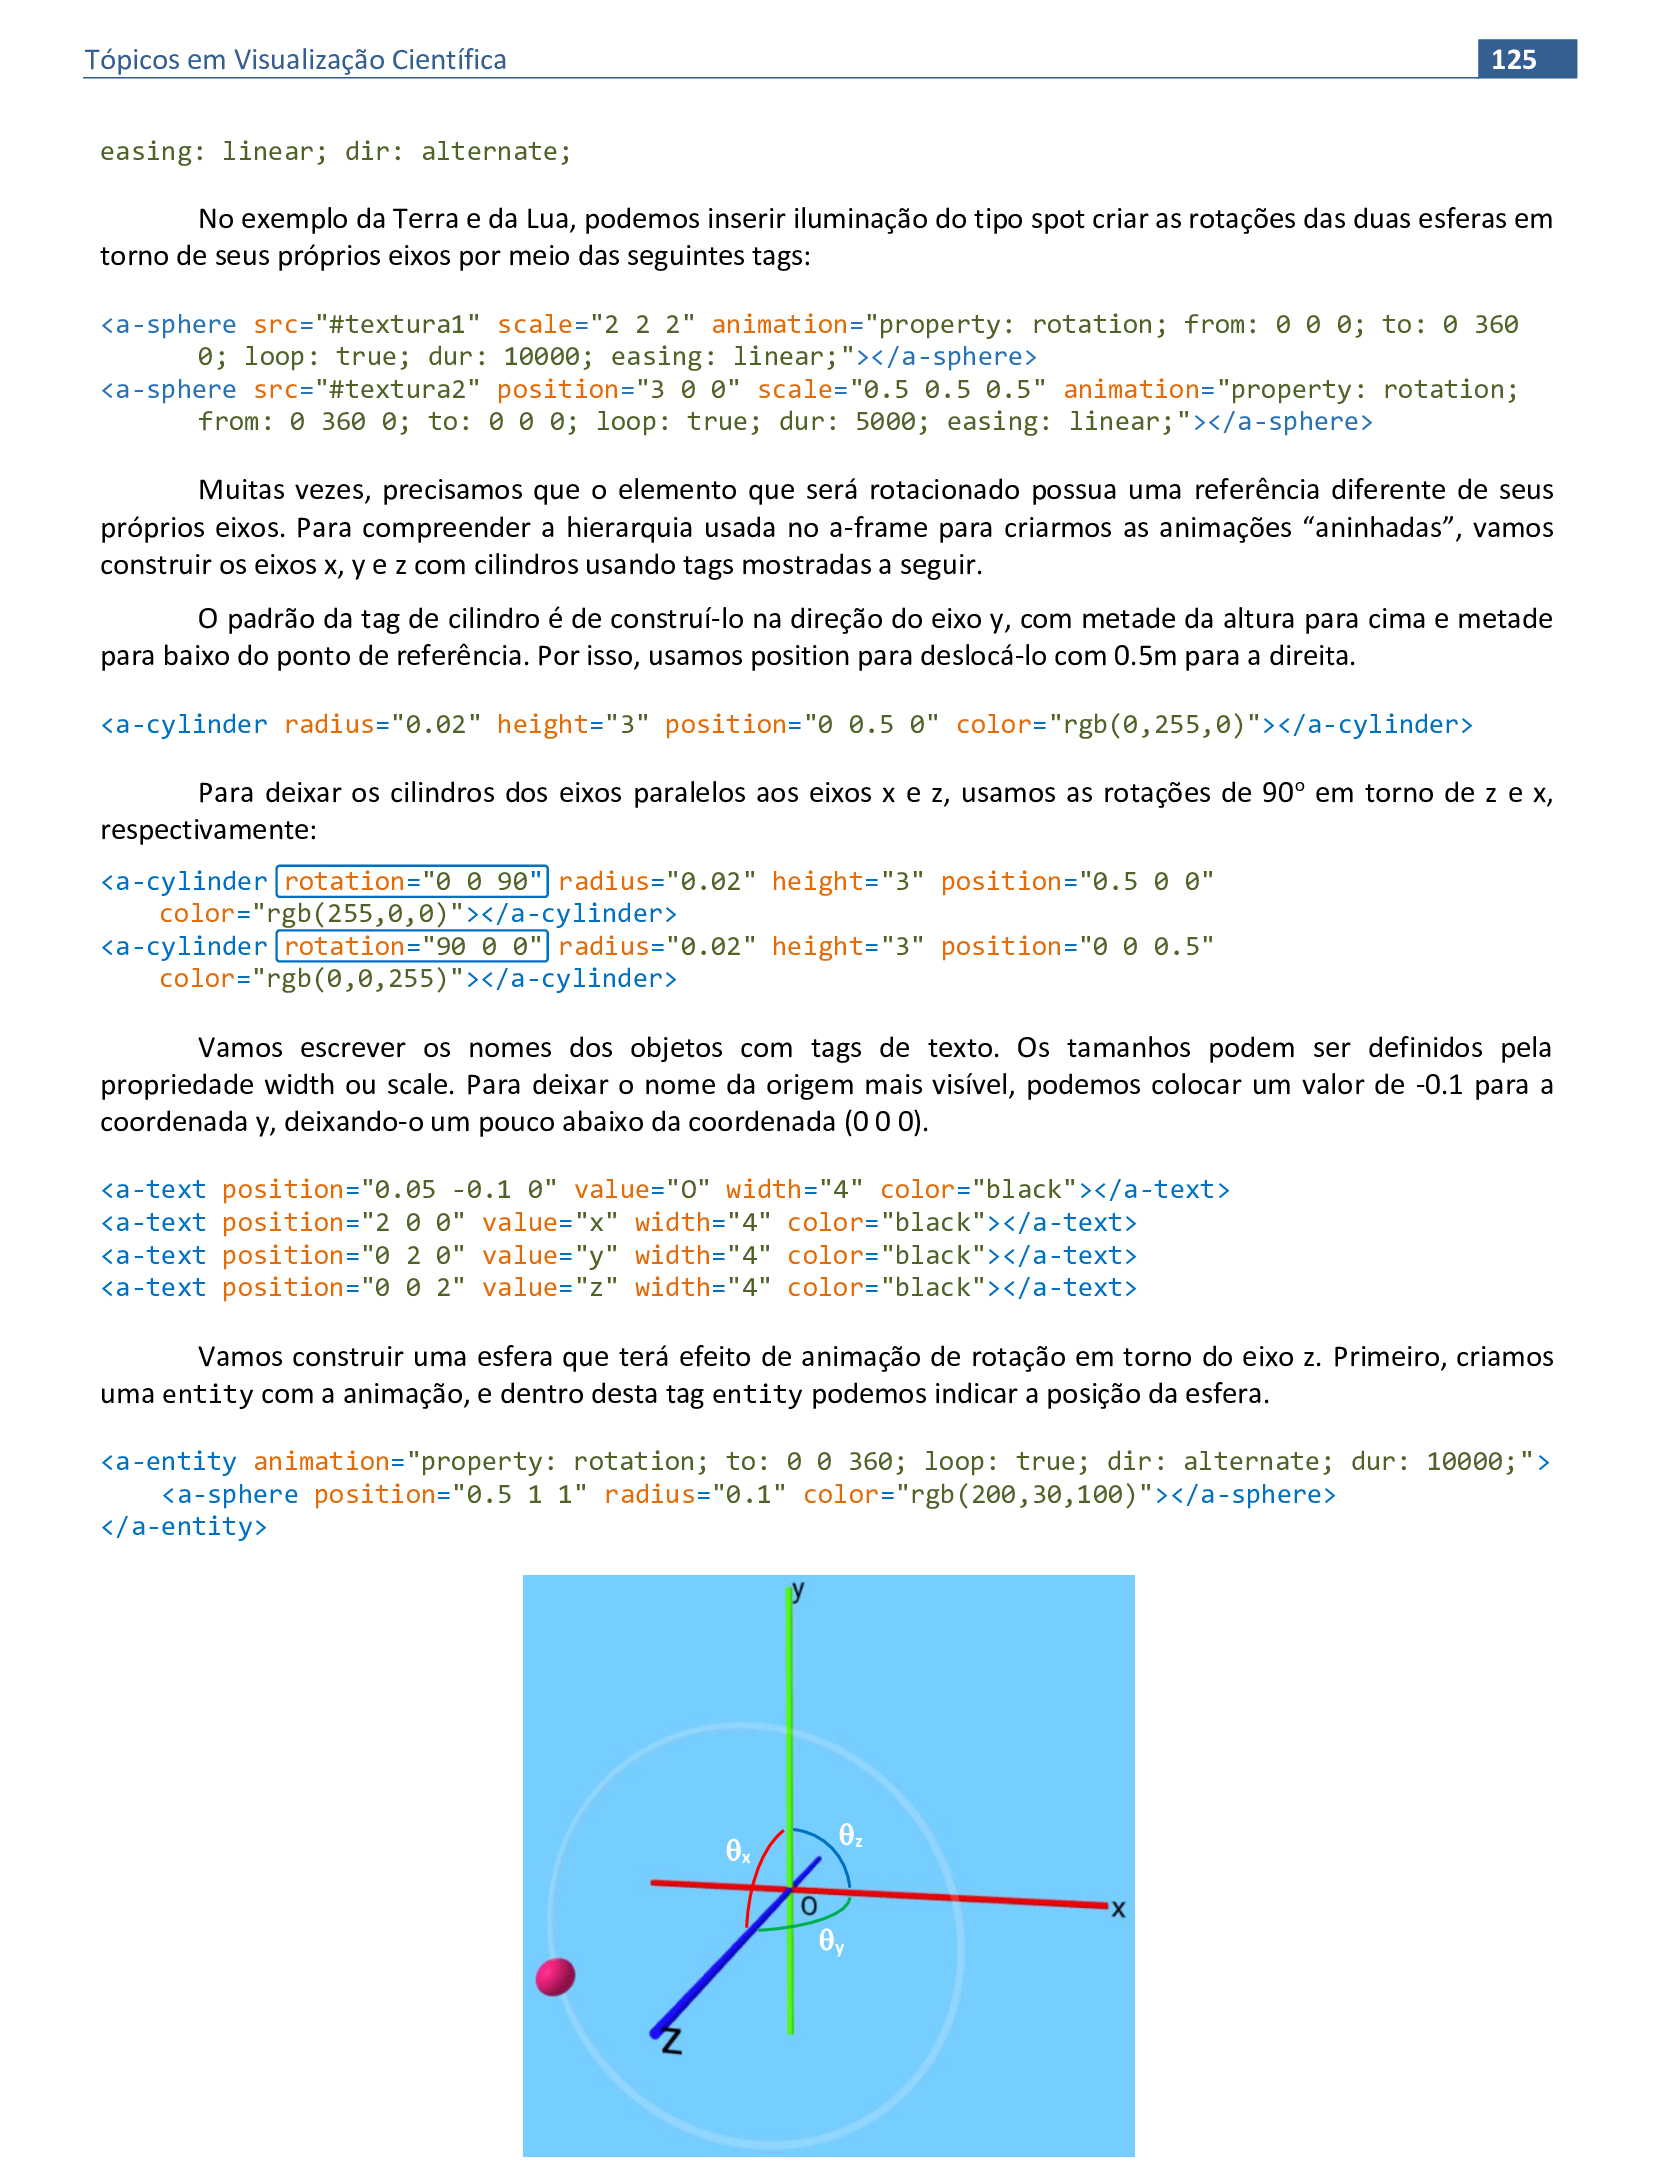 Tópicos em Visualização Científica 125
easing: linear; dir: alternate;
No exemplo da Terra e da Lua, podemos inserir iluminação do tipo spot criar as rotações das duas esferas em
torno de seus próprios eixos por meio das seguintes tags:
<a-sphere src="#textura1" scale="2 2 2" animation="property: rotation; from: 0 0 0; to: 0 360
0; loop: true; dur: 10000; easing: linear;"></a-sphere>
<a-sphere src="#textura2" position="3 0 0" scale="0.5 0.5 0.5" animation="property: rotation;
from: 0 360 0; to: 0 0 0; loop: true; dur: 5000; easing: linear;"></a-sphere>
Muitas vezes, precisamos que o elemento que será rotacionado possua uma referência diferente de seus
próprios eixos. Para compreender a hierarquia usada no a-frame para criarmos as animações “aninhadas”, vamos
construir os eixos x, y e z com cilindros usando tags mostradas a seguir.
O padrão da tag de cilindro é de construí-lo na direção do eixo y, com metade da altura para cima e metade
para baixo do ponto de referência. Por isso, usamos position para deslocá-lo com 0.5m para a direita.
<a-cylinder radius="0.02" height="3" position="0 0.5 0" color="rgb(0,255,0)"></a-cylinder>
Para deixar os cilindros dos eixos paralelos aos eixos x e z, usamos as rotações de 90º em torno de z e x,
respectivamente:
<a-cylinder rotation="0 0 90" radius="0.02" height="3" position="0.5 0 0"
color="rgb(255,0,0)"></a-cylinder>
<a-cylinder rotation="90 0 0" radius="0.02" height="3" position="0 0 0.5"
color="rgb(0,0,255)"></a-cylinder>
Vamos escrever os nomes dos objetos com tags de texto. Os tamanhos podem ser definidos pela
propriedade width ou scale. Para deixar o nome da origem mais visível, podemos colocar um valor de -0.1 para a
coordenada y, deixando-o um pouco abaixo da coordenada (0 0 0).
<a-text position="0.05 -0.1 0" value="O" width="4" color="black"></a-text>
<a-text position="2 0 0" value="x" width="4" color="black"></a-text>
<a-text position="0 2 0" value="y" width="4" color="black"></a-text>
<a-text position="0 0 2" value="z" width="4" color="black"></a-text>
Vamos construir uma esfera que terá efeito de animação de rotação em torno do eixo z. Primeiro, criamos
uma entity com a animação, e dentro desta tag entity podemos indicar a posição da esfera.
<a-entity animation="property: rotation; to: 0 0 360; loop: true; dir: alternate; dur: 10000;">
<a-sphere position="0.5 1 1" radius="0.1" color="rgb(200,30,100)"></a-sphere>
</a-entity>
y
θz
θx
O
x
θy
z